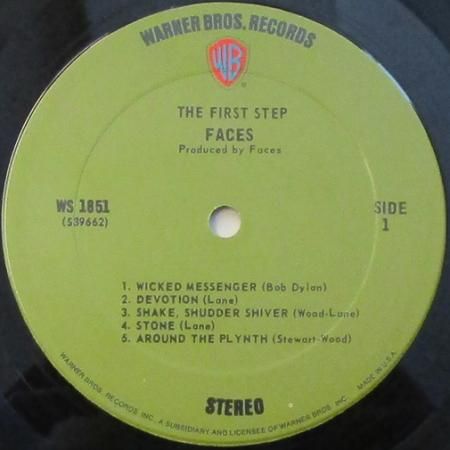 WARNER BROS. RECORDS
WB
®
THE FIRST STEP
FACES
Produced by Faces
WS 1851
(S39662)
SIDE
1
1. WICKED MESSENGER (Bob Dylan)
2. DEVOTION (Lane)
3. SHAKE, SHUDDER SHIVER (Wood-Lane)
4. STONE (Lane)
5. AROUND THE PLYNTH (Stewart-Wood)
STEREO
WARNER BROS. RECORDS INC., A SUBSIDIARY AND LICENSEE OF WARNER BROS. INC. MADE IN U.S.A.